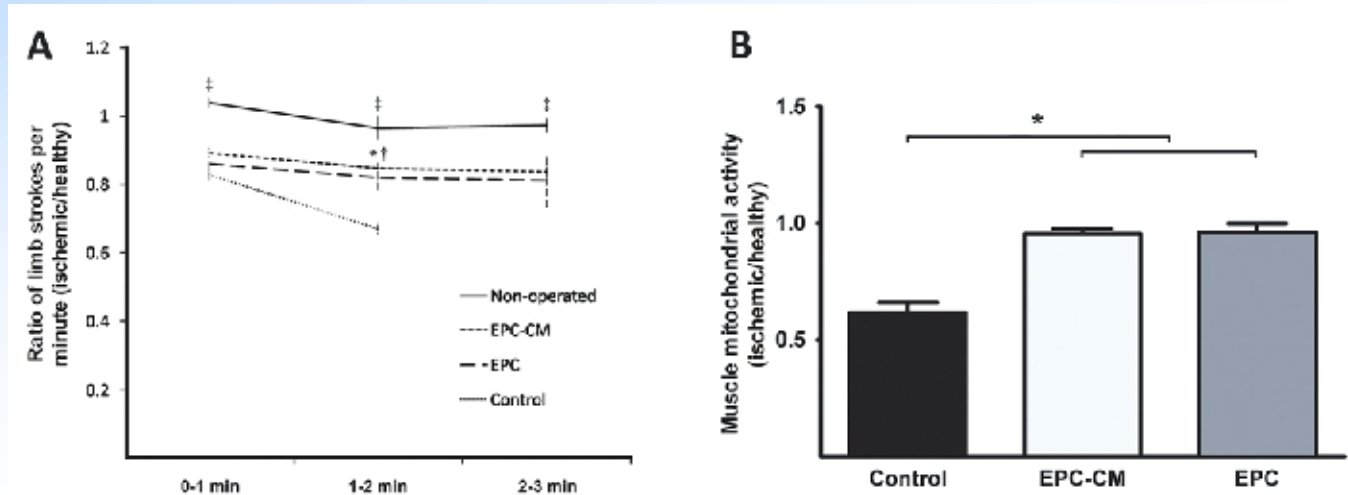 A
Ratio of limb strokes per
minute (ischemic/healthy)
1.2
1
0.8
0.6
0.4
0.2
‡
‡
‡
*†
Non-operated
EPC-CM
EPC
Control
0-1 min
1-2 min
2-3 min
B
Muscle mitochondrial activity
(ischemic/healthy)
1.5
1.0
0.5
*
Control
EPC-CM
EPC